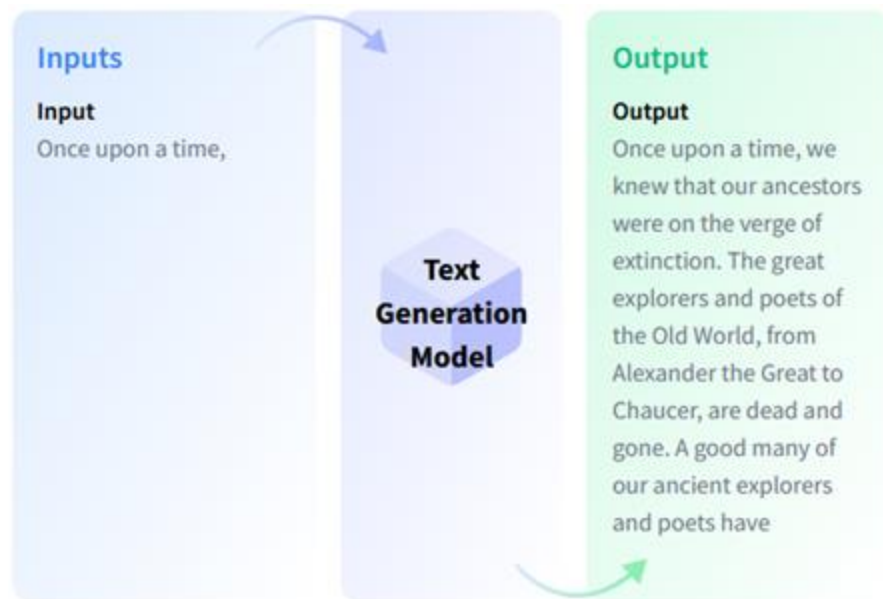 Inputs
Input
Once upon a time,
Text
Generation
Model
Output
Output
Once upon a time, we
knew that our ancestors
were on the verge of
extinction. The great
explorers and poets of
the Old World, from
Alexander the Great to
Chaucer, are dead and
gone. A good many of
our ancient explorers
and poets have